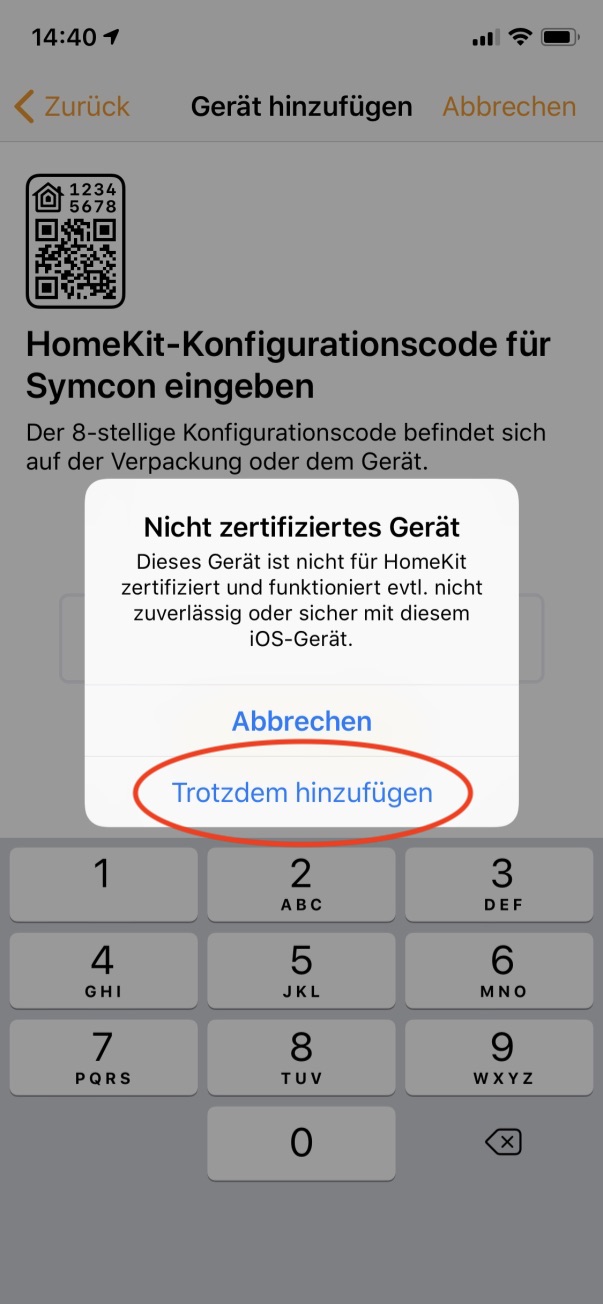 14:40
Zurück
Gerät hinzufügen
Abbrechen
1234
5678
HomeKit-Konfigurationscode für
Symcon eingeben
Der 8-stellige Konfigurationscode befindet sich
auf der Verpackung oder dem Gerät.
Nicht zertifiziertes Gerät
Dieses Gerät ist nicht für HomeKit
zertifiziert und funktioniert evtl. nicht
zuverlässig oder sicher mit diesem
iOS-Gerät.
Abbrechen
Trotzdem hinzufügen
1
2
ABC
3
DEF
4
GHI
5
JKL
6
MNO
7
PQRS
8
TUV
9
WXYZ
0